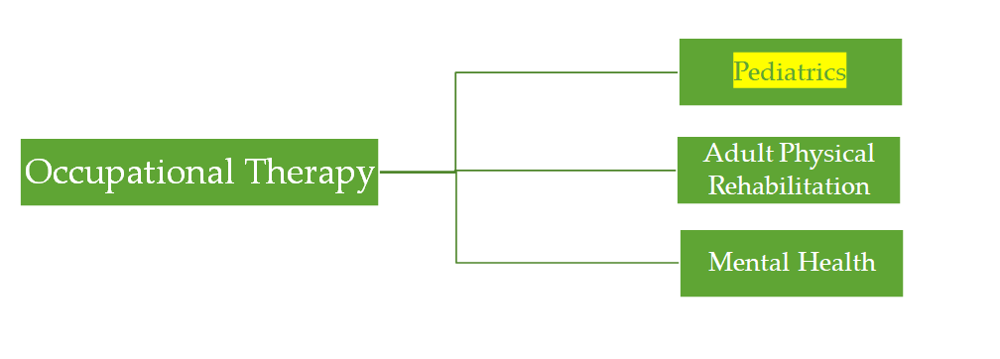 Pediatrics
Occupational Therapy
Adult Physical
Rehabilitation
Mental Health